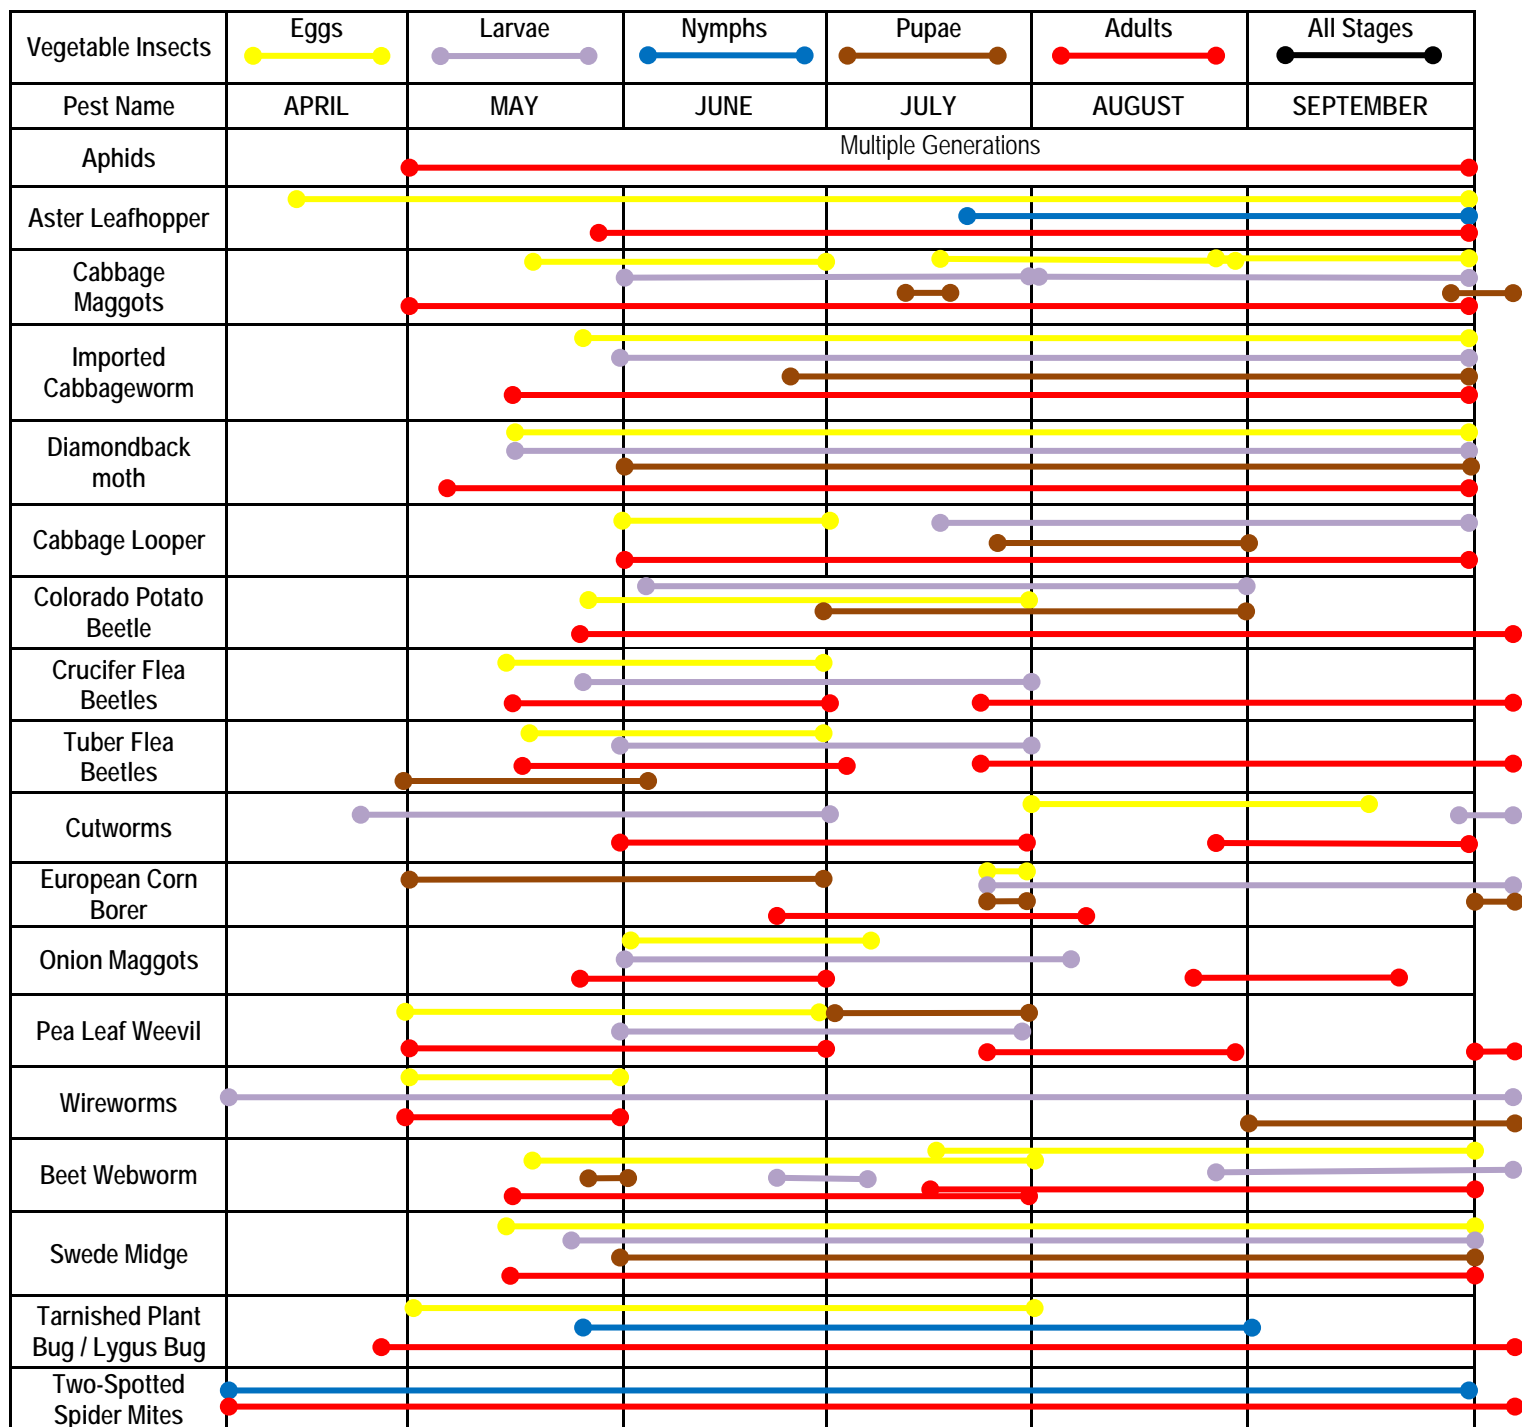 Vegetable Insects
Eggs
Larvae
Nymphs
Pupae
Adults
All Stages
Pest Name
APRIL
MAY
JUNE
JULY
AUGUST
SEPTEMBER
Aphids
Multiple Generations
Aster Leafhopper
Cabbage
Maggots
Imported
Cabbageworm
Diamondback
moth
Cabbage Looper
Colorado Potato
Beetle
Crucifer Flea
Beetles
Tuber Flea
Beetles
Cutworms
European Corn
Borer
Onion Maggots
Pea Leaf Weevil
Wireworms
Beet Webworm
Swede Midge
Tarnished Plant
Bug / Lygus Bug
Two-Spotted
Spider Mites